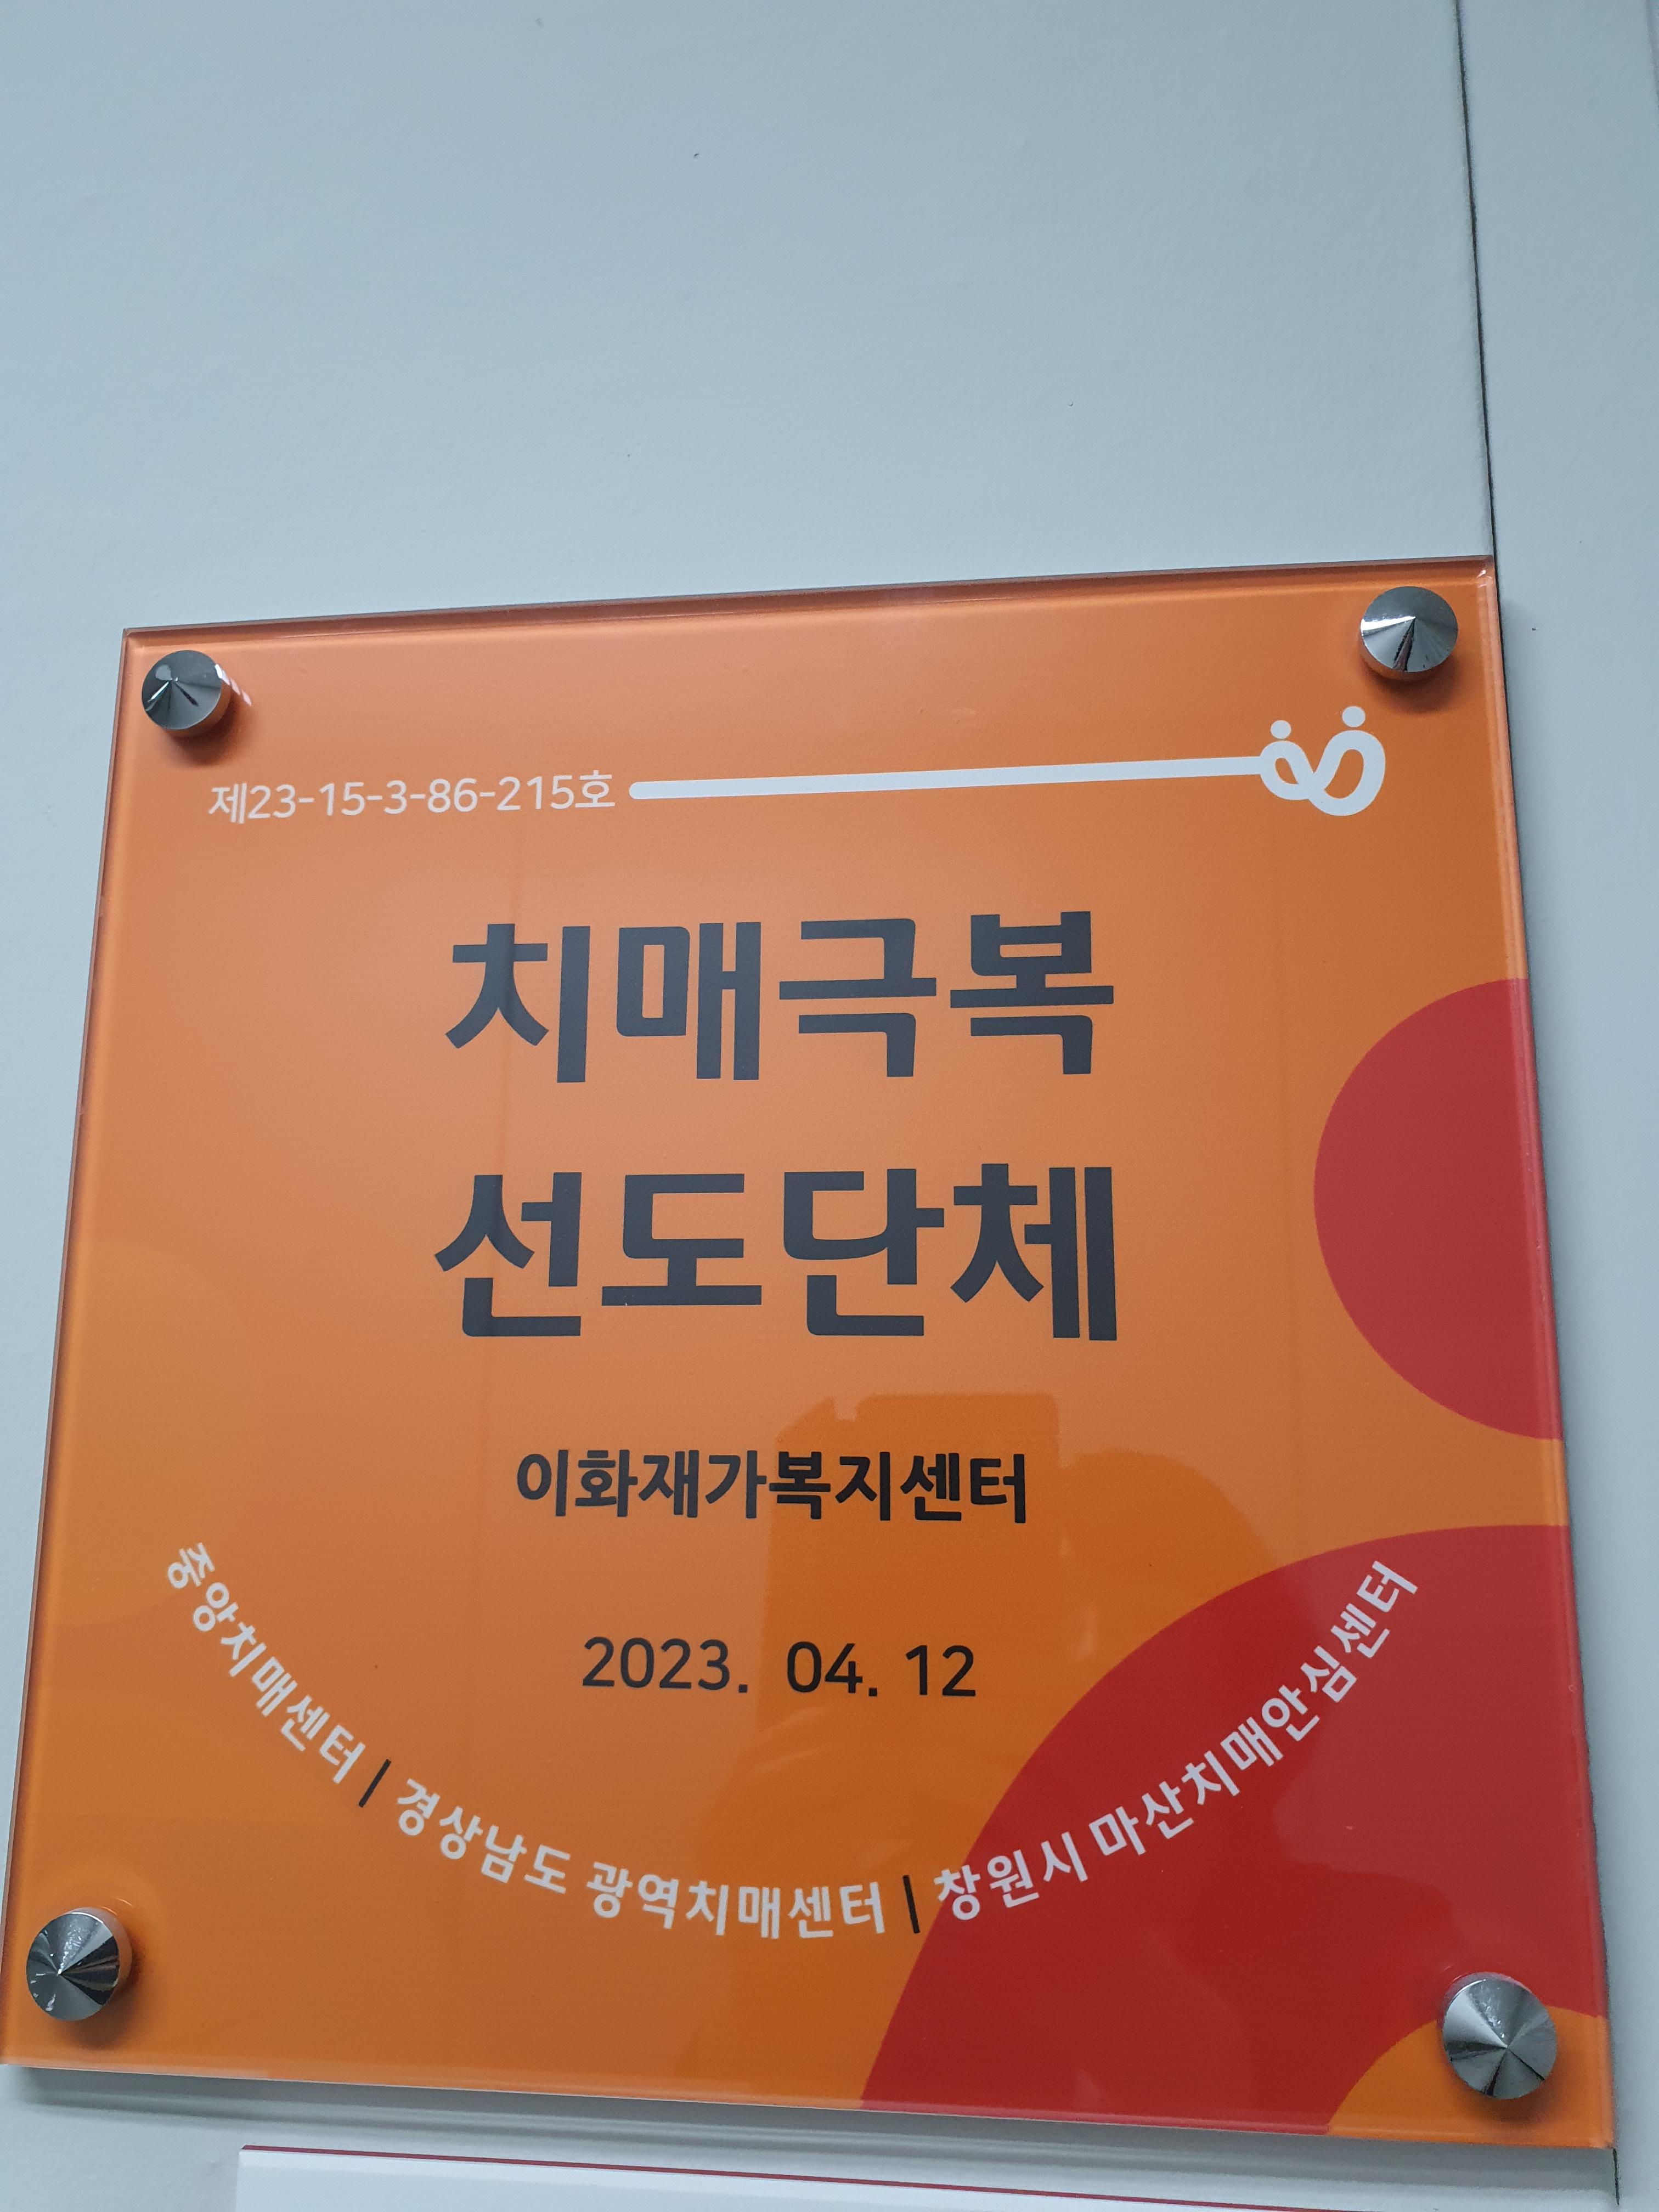 제23-15-3-86-215호
치매극복
선도단체
이화재가복지센터
2023. 04. 12
중앙치매센터 | 경상남도 광역치매센터 | 창원시 마산치매안심센터